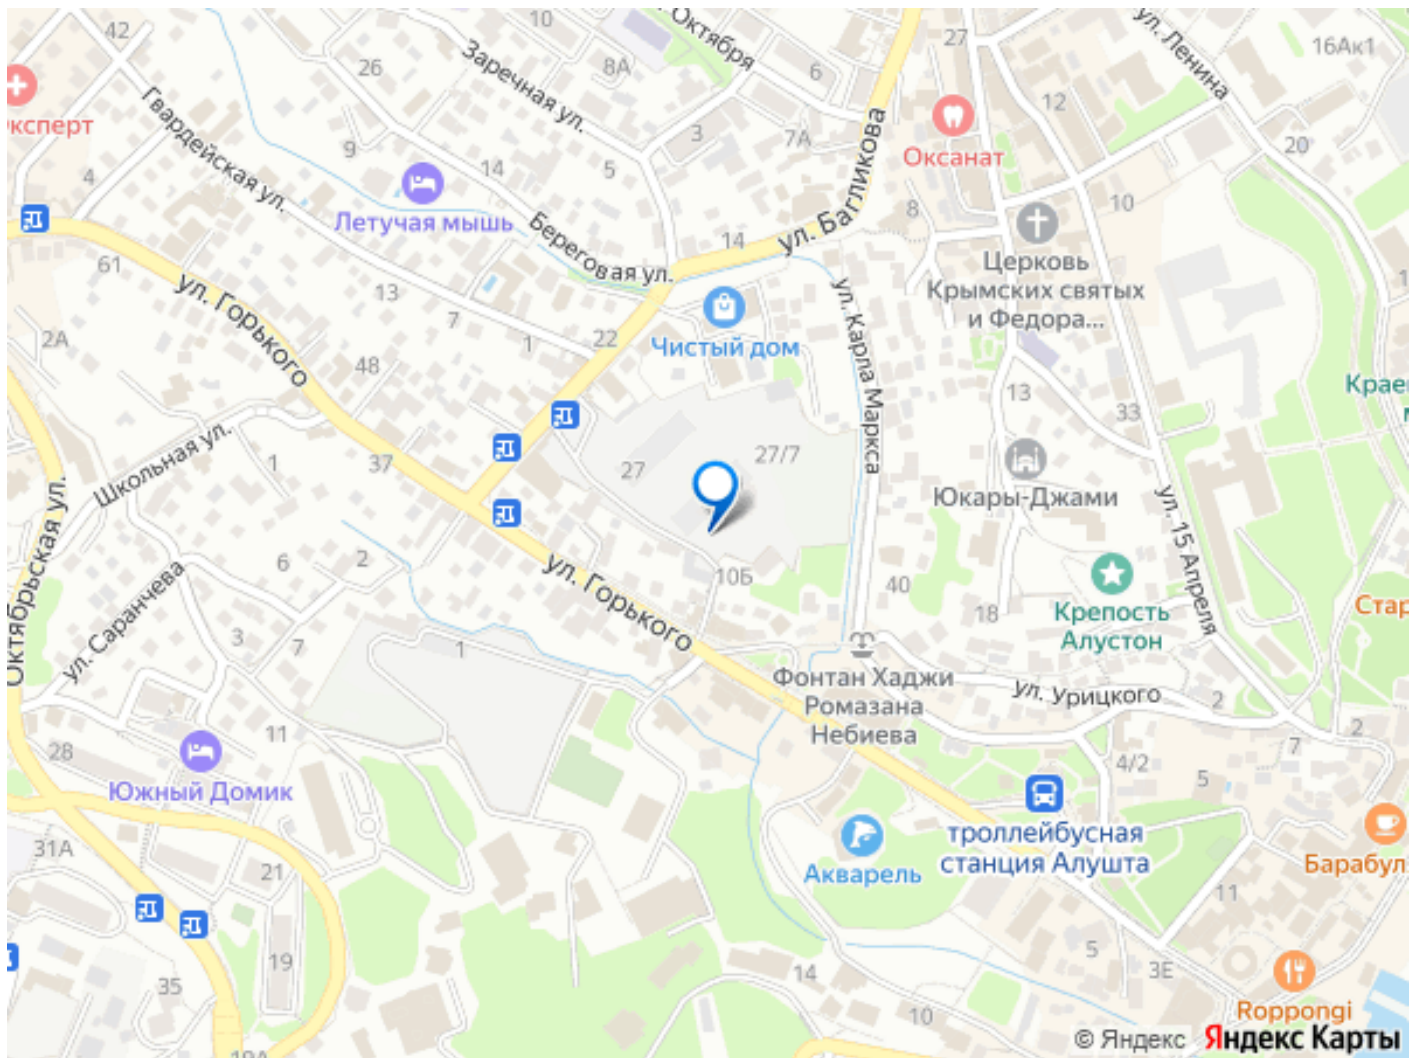 42
10
Октября
27
ул. Ленина
16Ак1
26
Заречная ул.
8А
6
12
ксперт
Гвардейская ул.
3
7А
Оксанат
20
9
14
5
ул. Багликова
4
Летучая мышь
8
10
Береговая ул.
14
Церковь
Крымских святых
и Федора...
61
ул. Горького
13
7
22
ул. Карла Маркса
2А
48
1
Чистый дом
13
33
Крае
Школьная ул.
37
1
27
27/7
Юкары-Джами
ул. 15 Апреля
Октябрьская ул.
6
2
ул. Горького
10Б
40
18
Крепость
Алустон
Стар
ул. Саранчева
3
7
1
Фонтан Хаджи
Ромазана
Небиева
ул. Урицкого
2
2
7
28
11
Южный Домик
4/2
5
31А
21
Акварель
троллейбусная
станция Алушта
Барабул
11
19
35
14
5
3Е
10
Roppongi
19А
© Яндекс Яндекс Карты